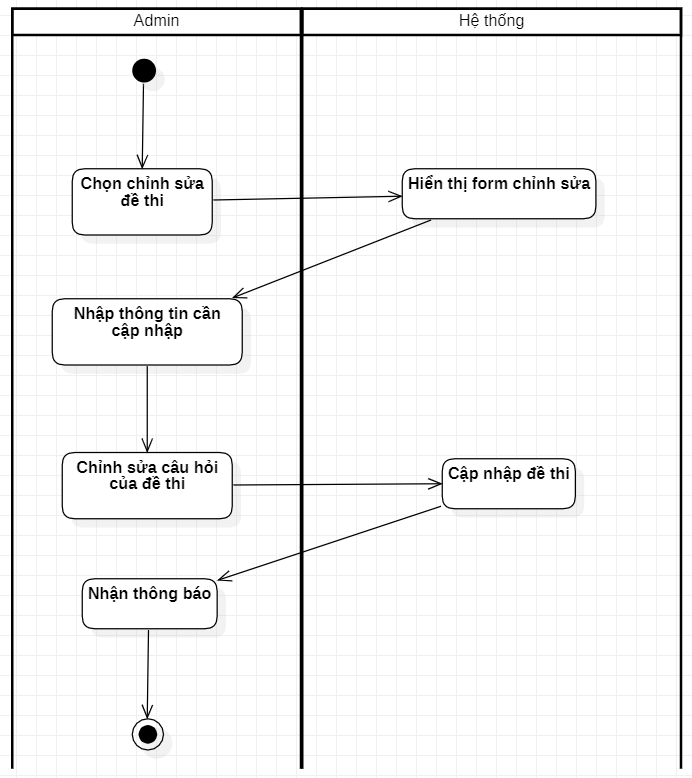 Admin
Hệ thống
Chọn chỉnh sửa
đề thi
Hiển thị form chỉnh sửa
Nhập thông tin cần
cập nhập
Chỉnh sửa câu hỏi
của đề thi
Cập nhập đề thi
Nhận thông báo